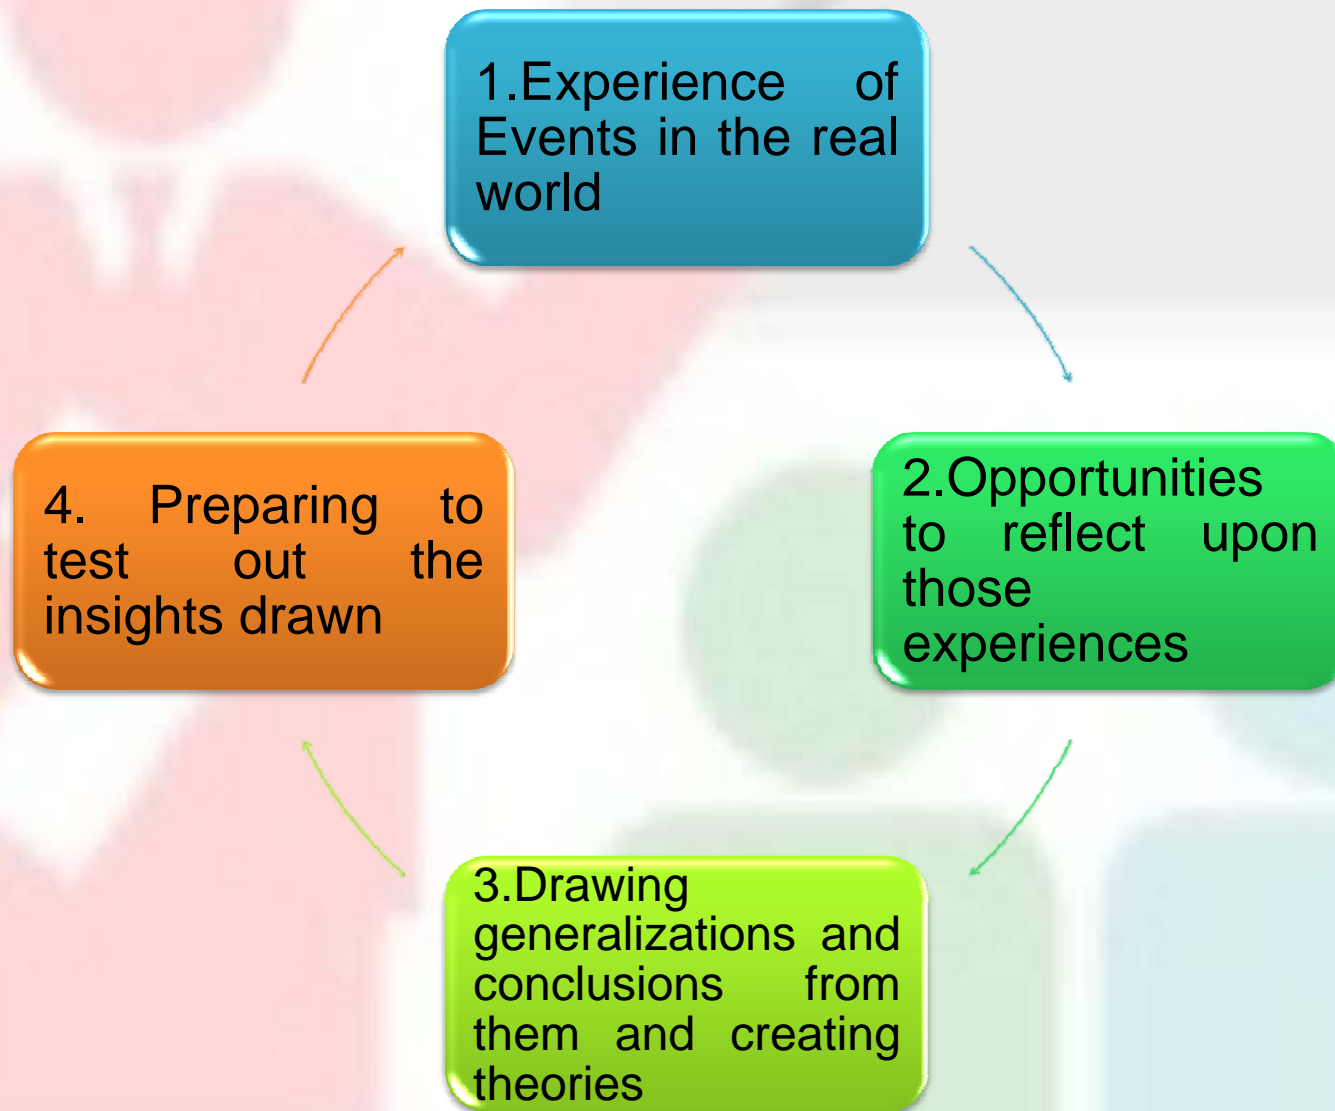 1.Experience of
Events in the real
world
2.Opportunities
to reflect upon
those
experiences
3.Drawing
generalizations and
conclusions from
them and creating
theories
4. Preparing to
test out the
insights drawn